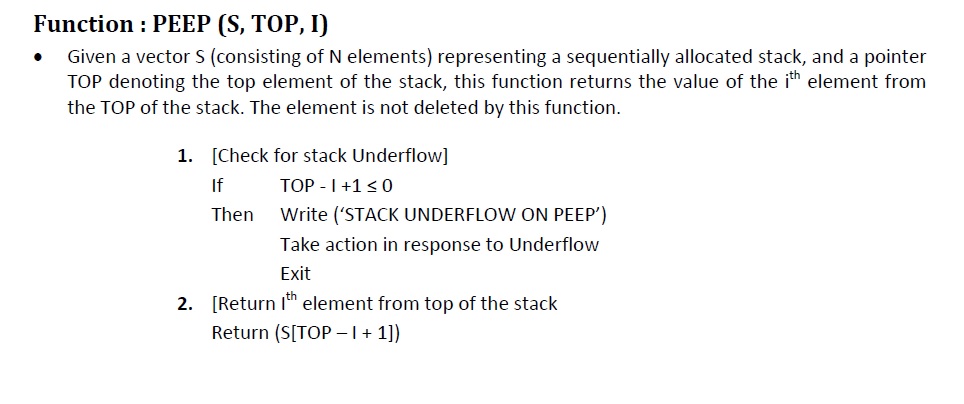 Function : PEEP (S, TOP, I)
• Given a vector S (consisting of N elements) representing a sequentially allocated stack, and a pointer
TOP denoting the top element of the stack, this function returns the value of the iᵗʰ element from
the TOP of the stack. The element is not deleted by this function.
1. [Check for stack Underflow]
If TOP - I +1 ≤ 0
Then Write (‘STACK UNDERFLOW ON PEEP’)
Take action in response to Underflow
Exit
2. [Return Iᵗʰ element from top of the stack
Return (S[TOP – I + 1])